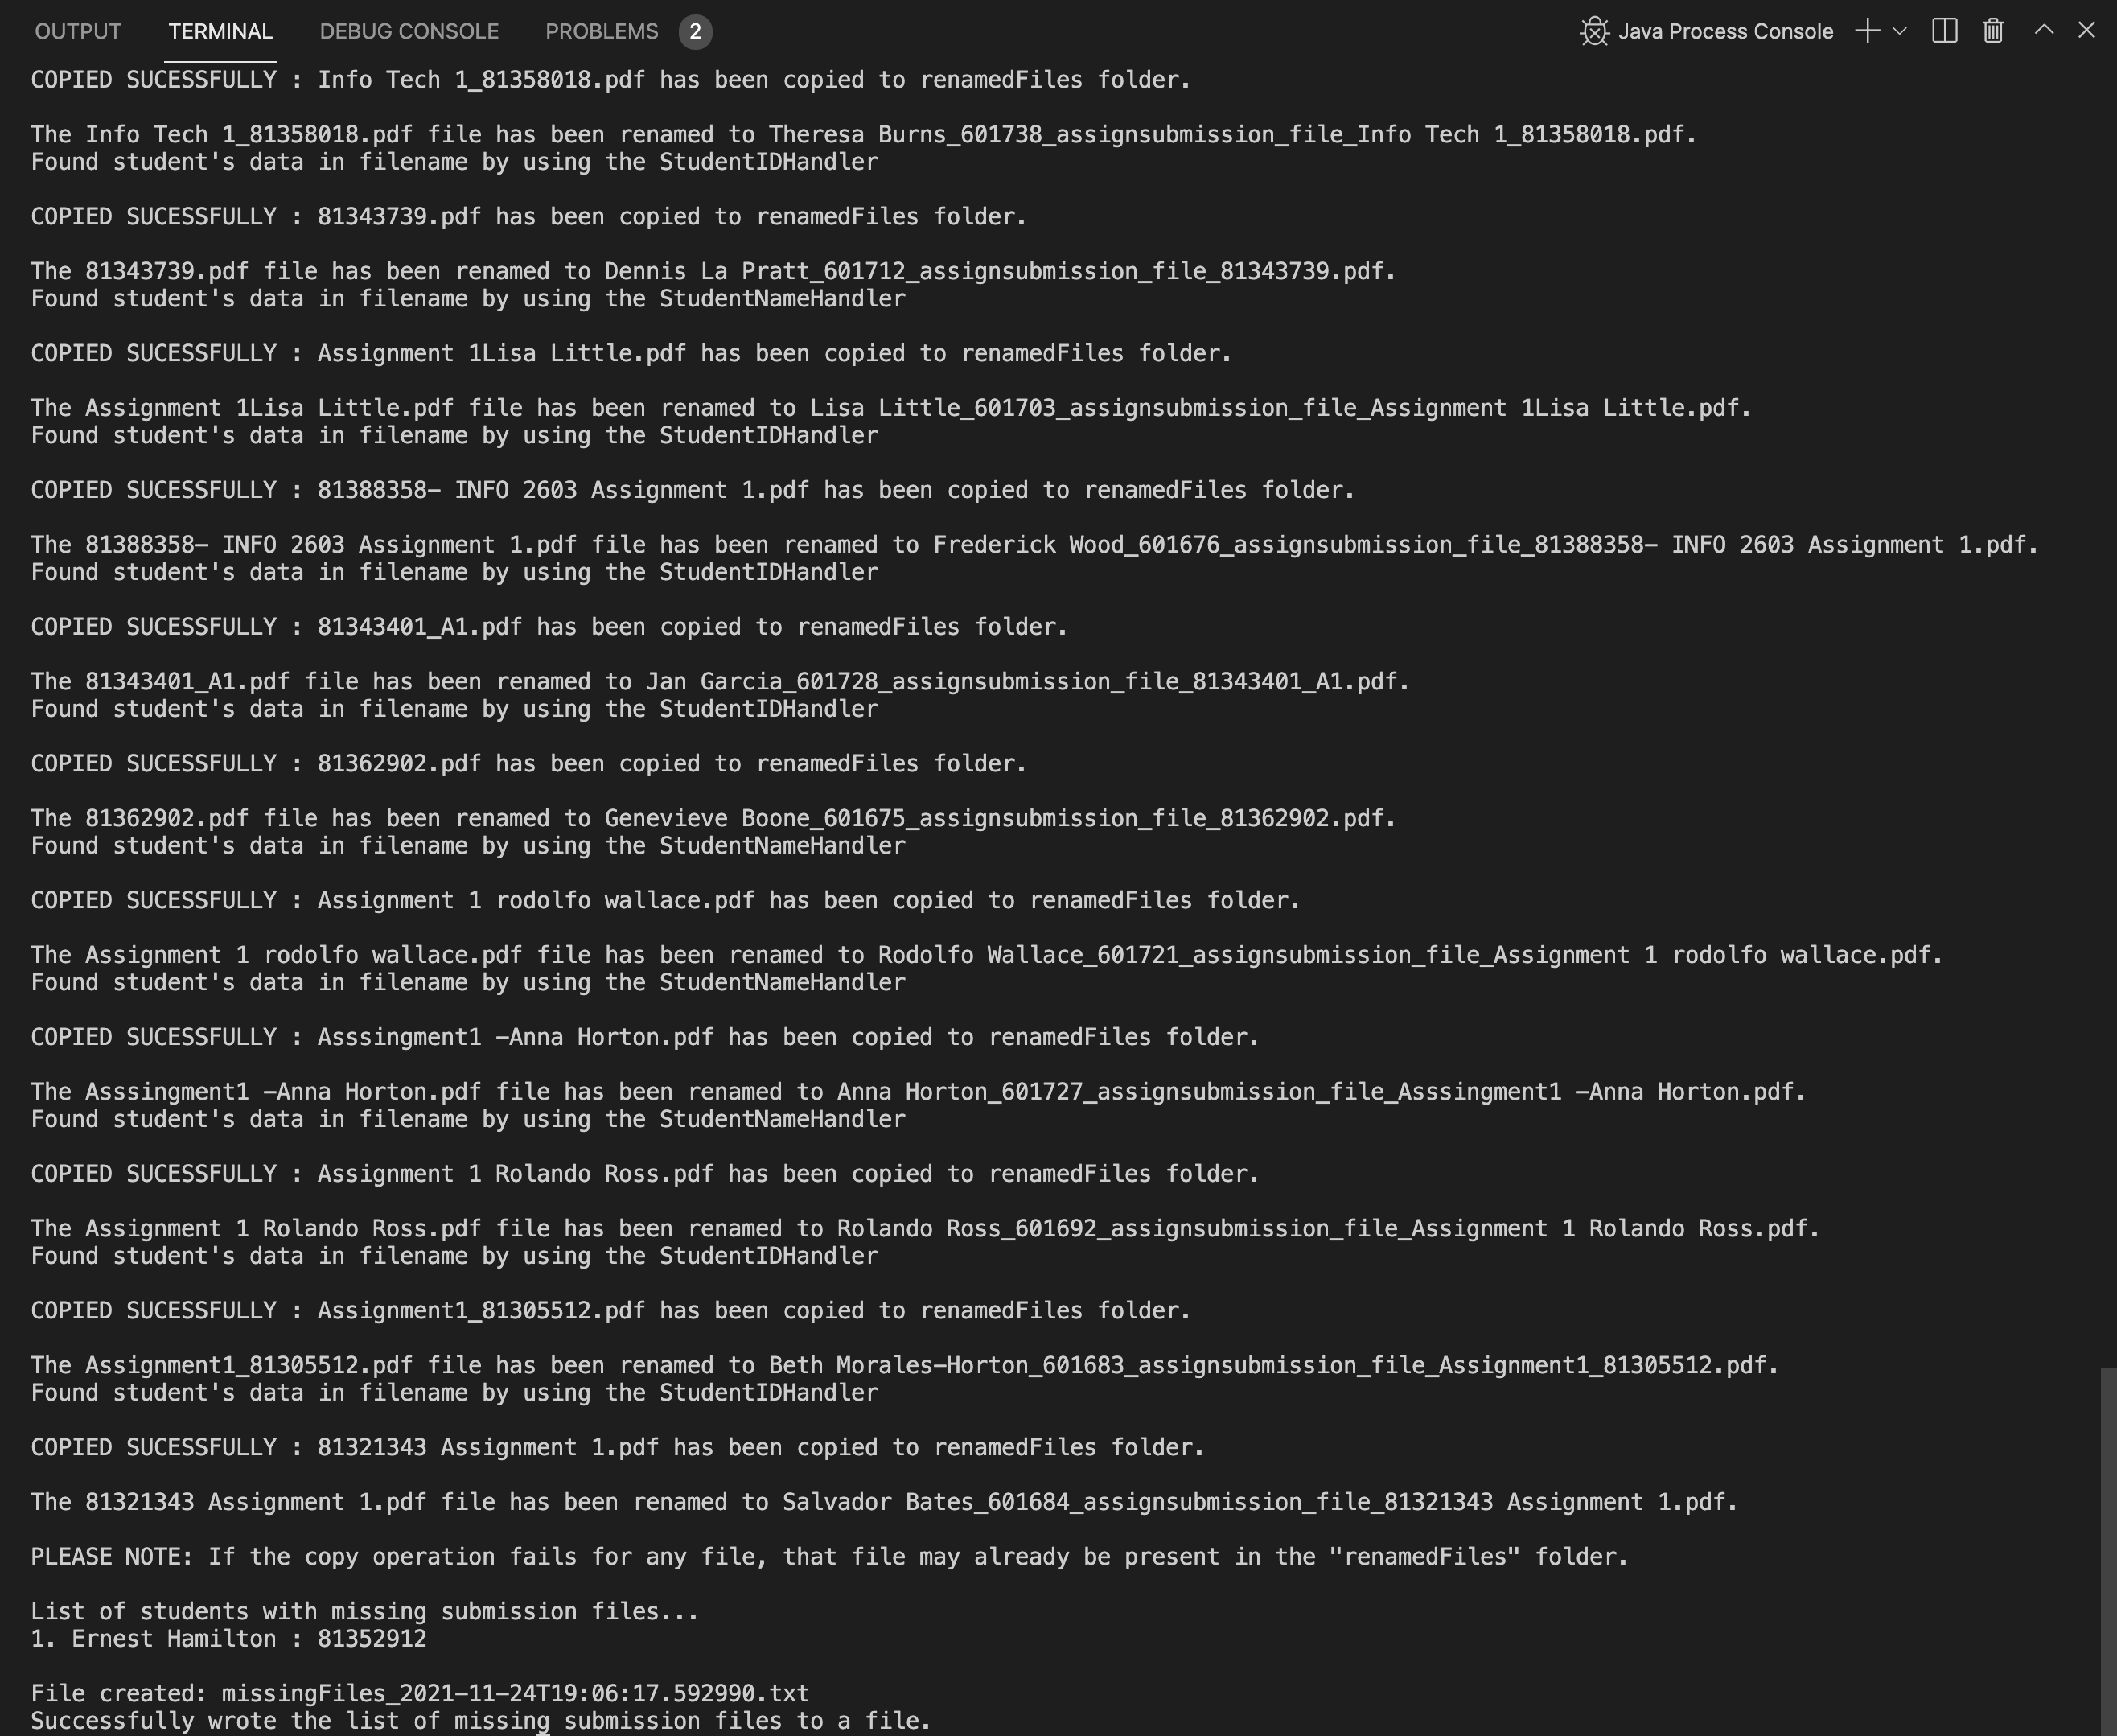 OUTPUT TERMINAL DEBUG CONSOLE PROBLEMS 2 Java Process Console
COPIED SUCESSFULLY : Info Tech 1_81358018.pdf has been copied to renamedFiles folder.
The Info Tech 1_81358018.pdf file has been renamed to Theresa Burns_601738_assignsubmission_file_Info Tech 1_81358018.pdf.
Found student's data in filename by using the StudentIDHandler
COPIED SUCESSFULLY : 81343739.pdf has been copied to renamedFiles folder.
The 81343739.pdf file has been renamed to Dennis La Pratt_601712_assignsubmission_file_81343739.pdf.
Found student's data in filename by using the StudentNameHandler
COPIED SUCESSFULLY : Assignment 1Lisa Little.pdf has been copied to renamedFiles folder.
The Assignment 1Lisa Little.pdf file has been renamed to Lisa Little_601703_assignsubmission_file_Assignment 1Lisa Little.pdf.
Found student's data in filename by using the StudentIDHandler
COPIED SUCESSFULLY : 81388358– INFO 2603 Assignment 1.pdf has been copied to renamedFiles folder.
The 81388358– INFO 2603 Assignment 1.pdf file has been renamed to Frederick Wood_601676_assignsubmission_file_81388358– INFO 2603 Assignment 1.pdf.
Found student's data in filename by using the StudentIDHandler
COPIED SUCESSFULLY : 81343401_A1.pdf has been copied to renamedFiles folder.
The 81343401_A1.pdf file has been renamed to Jan Garcia_601728_assignsubmission_file_81343401_A1.pdf.
Found student's data in filename by using the StudentIDHandler
COPIED SUCESSFULLY : 81362902.pdf has been copied to renamedFiles folder.
The 81362902.pdf file has been renamed to Genevieve Boone_601675_assignsubmission_file_81362902.pdf.
Found student's data in filename by using the StudentNameHandler
COPIED SUCESSFULLY : Assignment 1 rodolfo wallace.pdf has been copied to renamedFiles folder.
The Assignment 1 rodolfo wallace.pdf file has been renamed to Rodolfo Wallace_601721_assignsubmission_file_Assignment 1 rodolfo wallace.pdf.
Found student's data in filename by using the StudentNameHandler
COPIED SUCESSFULLY : Asssingment1 –Anna Horton.pdf has been copied to renamedFiles folder.
The Asssingment1 –Anna Horton.pdf file has been renamed to Anna Horton_601727_assignsubmission_file_Asssingment1 –Anna Horton.pdf.
Found student's data in filename by using the StudentNameHandler
COPIED SUCESSFULLY : Assignment 1 Rolando Ross.pdf has been copied to renamedFiles folder.
The Assignment 1 Rolando Ross.pdf file has been renamed to Rolando Ross_601692_assignsubmission_file_Assignment 1 Rolando Ross.pdf.
Found student's data in filename by using the StudentIDHandler
COPIED SUCESSFULLY : Assignment1_81305512.pdf has been copied to renamedFiles folder.
The Assignment1_81305512.pdf file has been renamed to Beth Morales-Horton_601683_assignsubmission_file_Assignment1_81305512.pdf.
Found student's data in filename by using the StudentIDHandler
COPIED SUCESSFULLY : 81321343 Assignment 1.pdf has been copied to renamedFiles folder.
The 81321343 Assignment 1.pdf file has been renamed to Salvador Bates_601684_assignsubmission_file_81321343 Assignment 1.pdf.
PLEASE NOTE: If the copy operation fails for any file, that file may already be present in the "renamedFiles" folder.
List of students with missing submission files...
1. Ernest Hamilton : 81352912
File created: missingFiles_2021-11-24T19:06:17.592990.txt
Successfully wrote the list of missing submission files to a file.